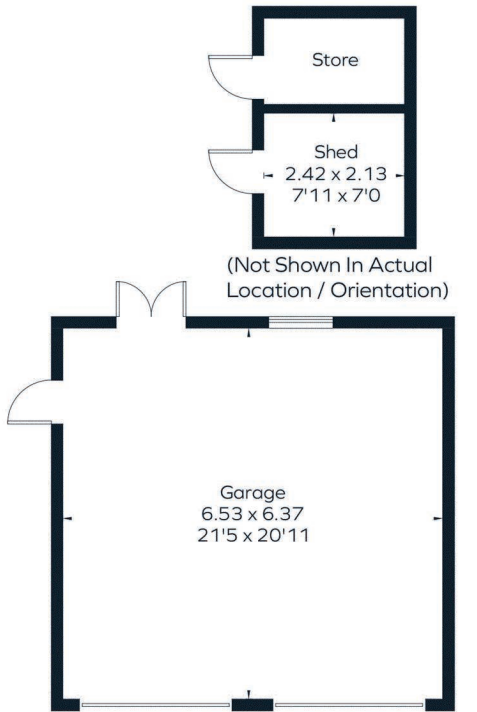 Store
Shed
2.42 x 2.13
7'11 x 7'0
(Not Shown In Actual
Location / Orientation)
Garage
6.53 x 6.37
21'5 x 20'11